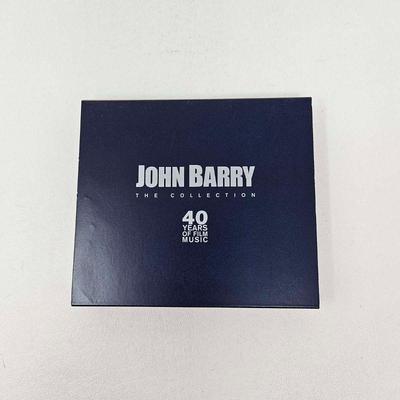 JOHN BARRY
THE COLLECTION
40
YEARS
OF FILM
MUSIC